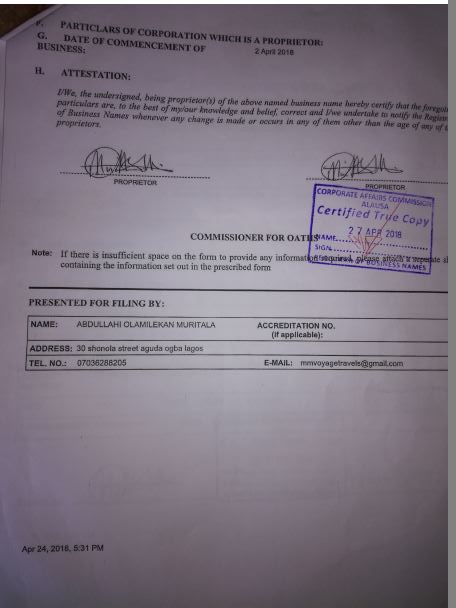 F. PARTICLARS OF CORPORATION WHICH IS A PROPRIETOR:
G. DATE OF COMMENCEMENT OF BUSINESS: 2 April 2018
H. ATTESTATION:
I/We, the undersigned, being proprietor(s) of the above named business name hereby certify that the foregoi
particulars are, to the best of my/our knowledge and belief, correct and I/we undertake to notify the Registr
of Business Names whenever any change is made or occurs in any of them other than the age of any of t
proprietors.
PROPRIETOR
PROPRIETOR
CORPORATE AFFAIRS COMMISSION
ALAUSA
Certified True Copy
27 APR 2018
NAME
SIGN
OF BUSINESS NAMES
COMMISSIONER FOR OATHS
Note: If there is insufficient space on the form to provide any information required, please attach a seperate sh
containing the information set out in the prescribed form
PRESENTED FOR FILING BY:
NAME: ABDULLAHI OLAMILEKAN MURITALA ACCREDITATION NO.
(if applicable):
ADDRESS: 30 shonola street aguda ogba lagos
TEL. NO.: 07036288205 E-MAIL: mmvoyagetravels@gmail.com
Apr 24, 2018, 5:31 PM